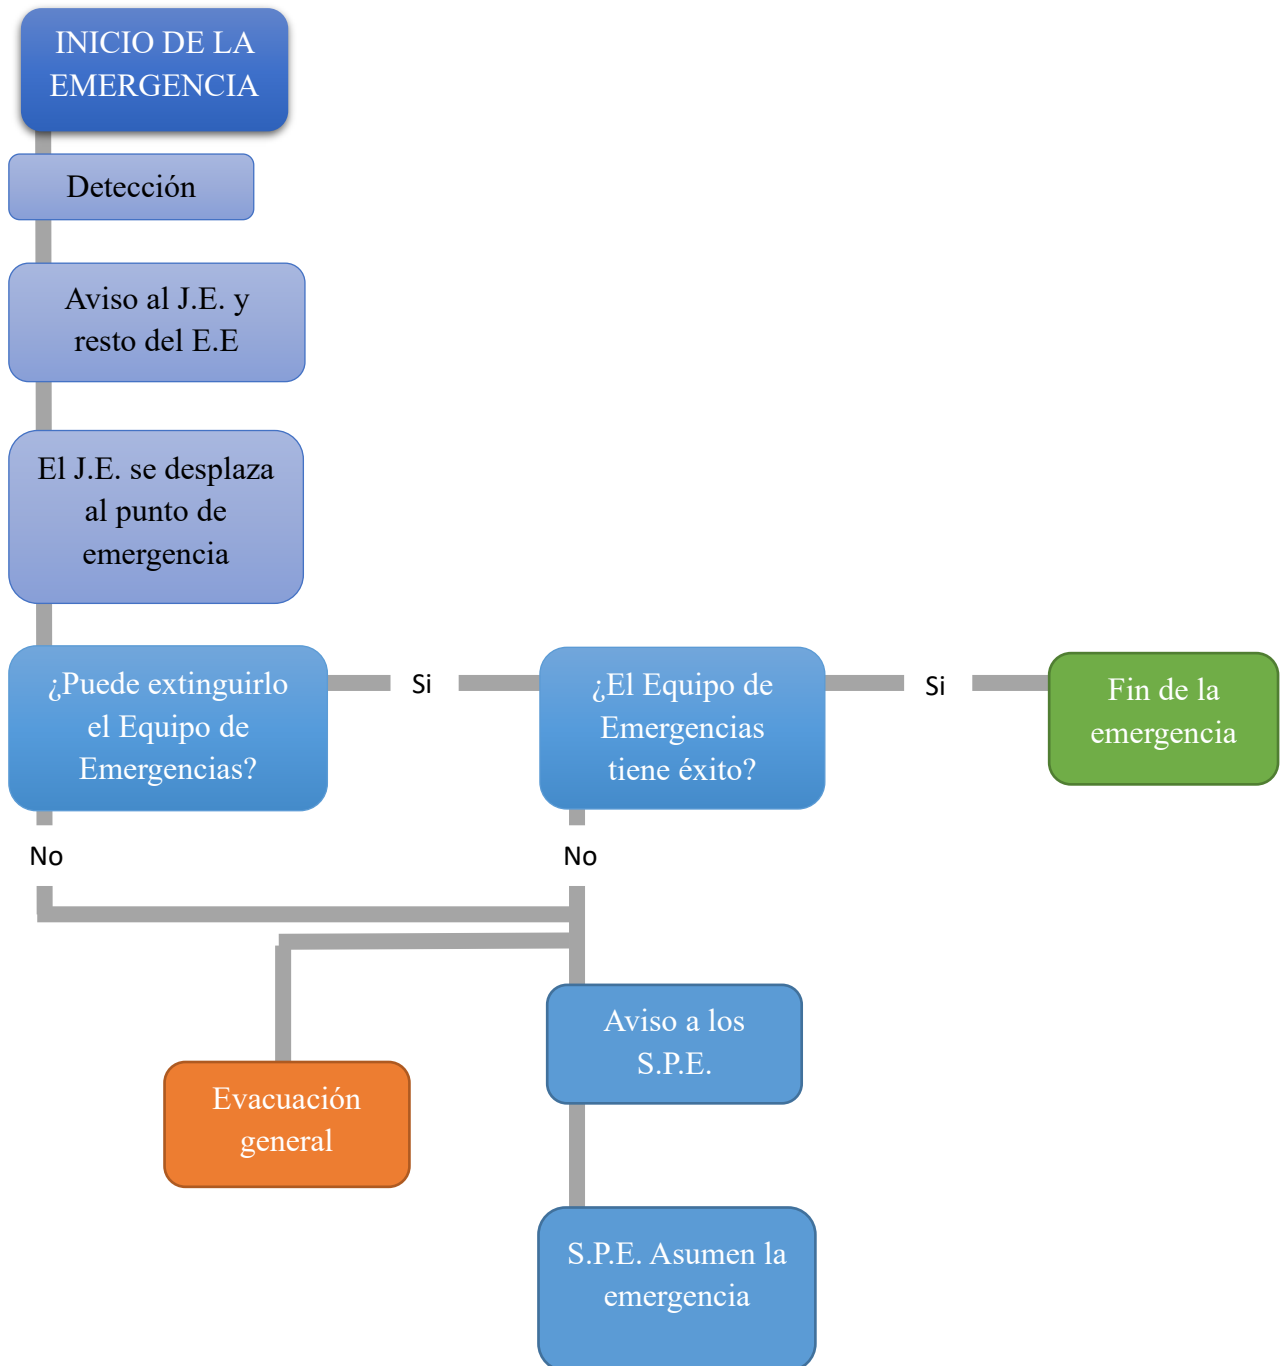 INICIO DE LA
EMERGENCIA
Detección
Aviso al J.E. y
resto del E.E
El J.E. se desplaza
al punto de
emergencia
¿Puede extinguirlo
el Equipo de
Emergencias?
Si
¿El Equipo de
Emergencias
tiene éxito?
Si
Fin de la
emergencia
No
No
Aviso a los
S.P.E.
Evacuación
general
S.P.E. Asumen la
emergencia